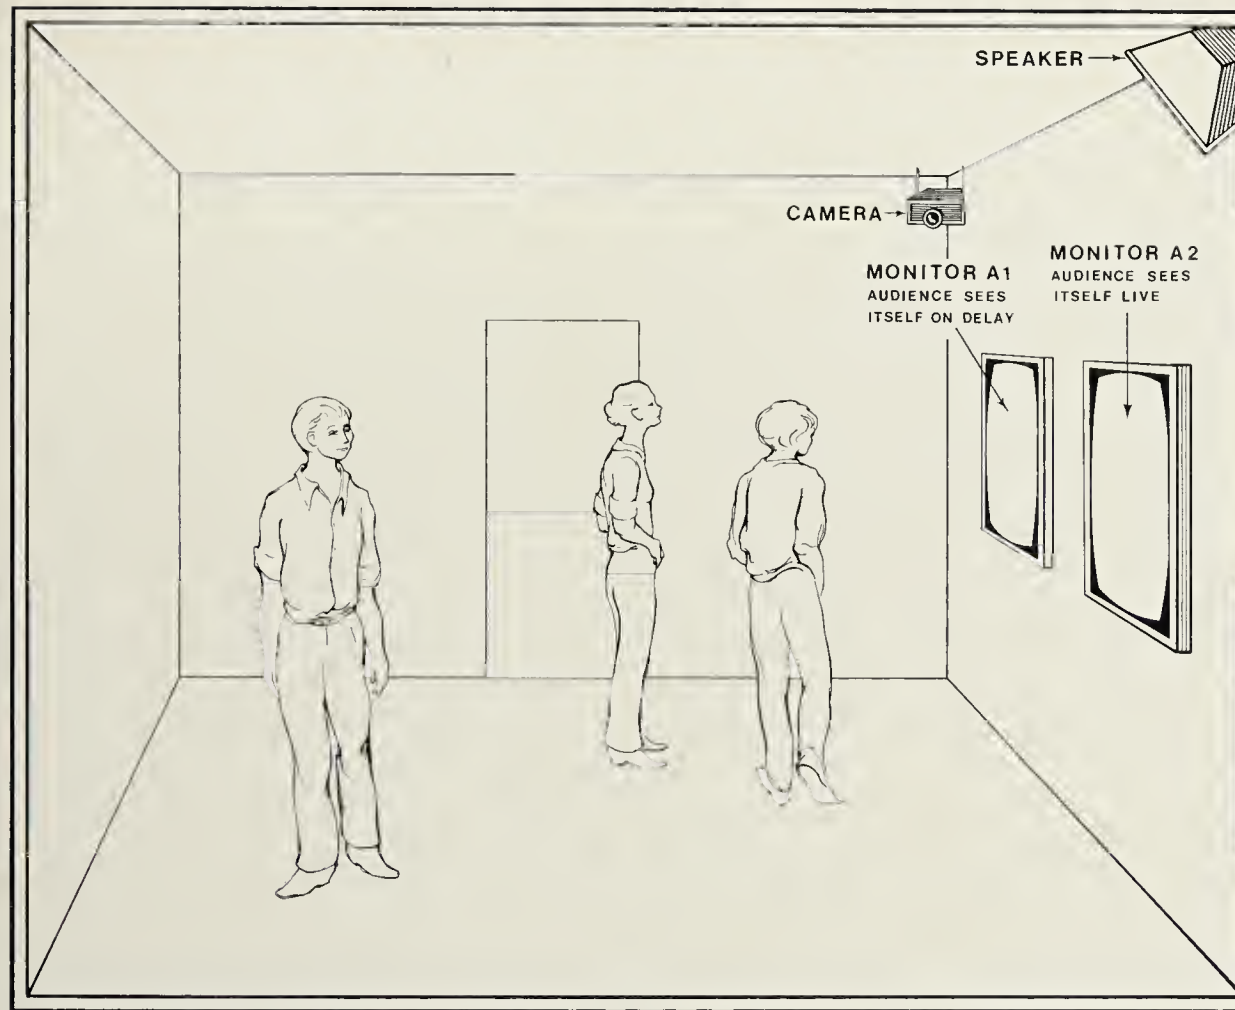 SPEAKER
CAMERA
MONITOR A1
AUDIENCE SEES
ITSELF ON DELAY
MONITOR A2
AUDIENCE SEES
ITSELF LIVE